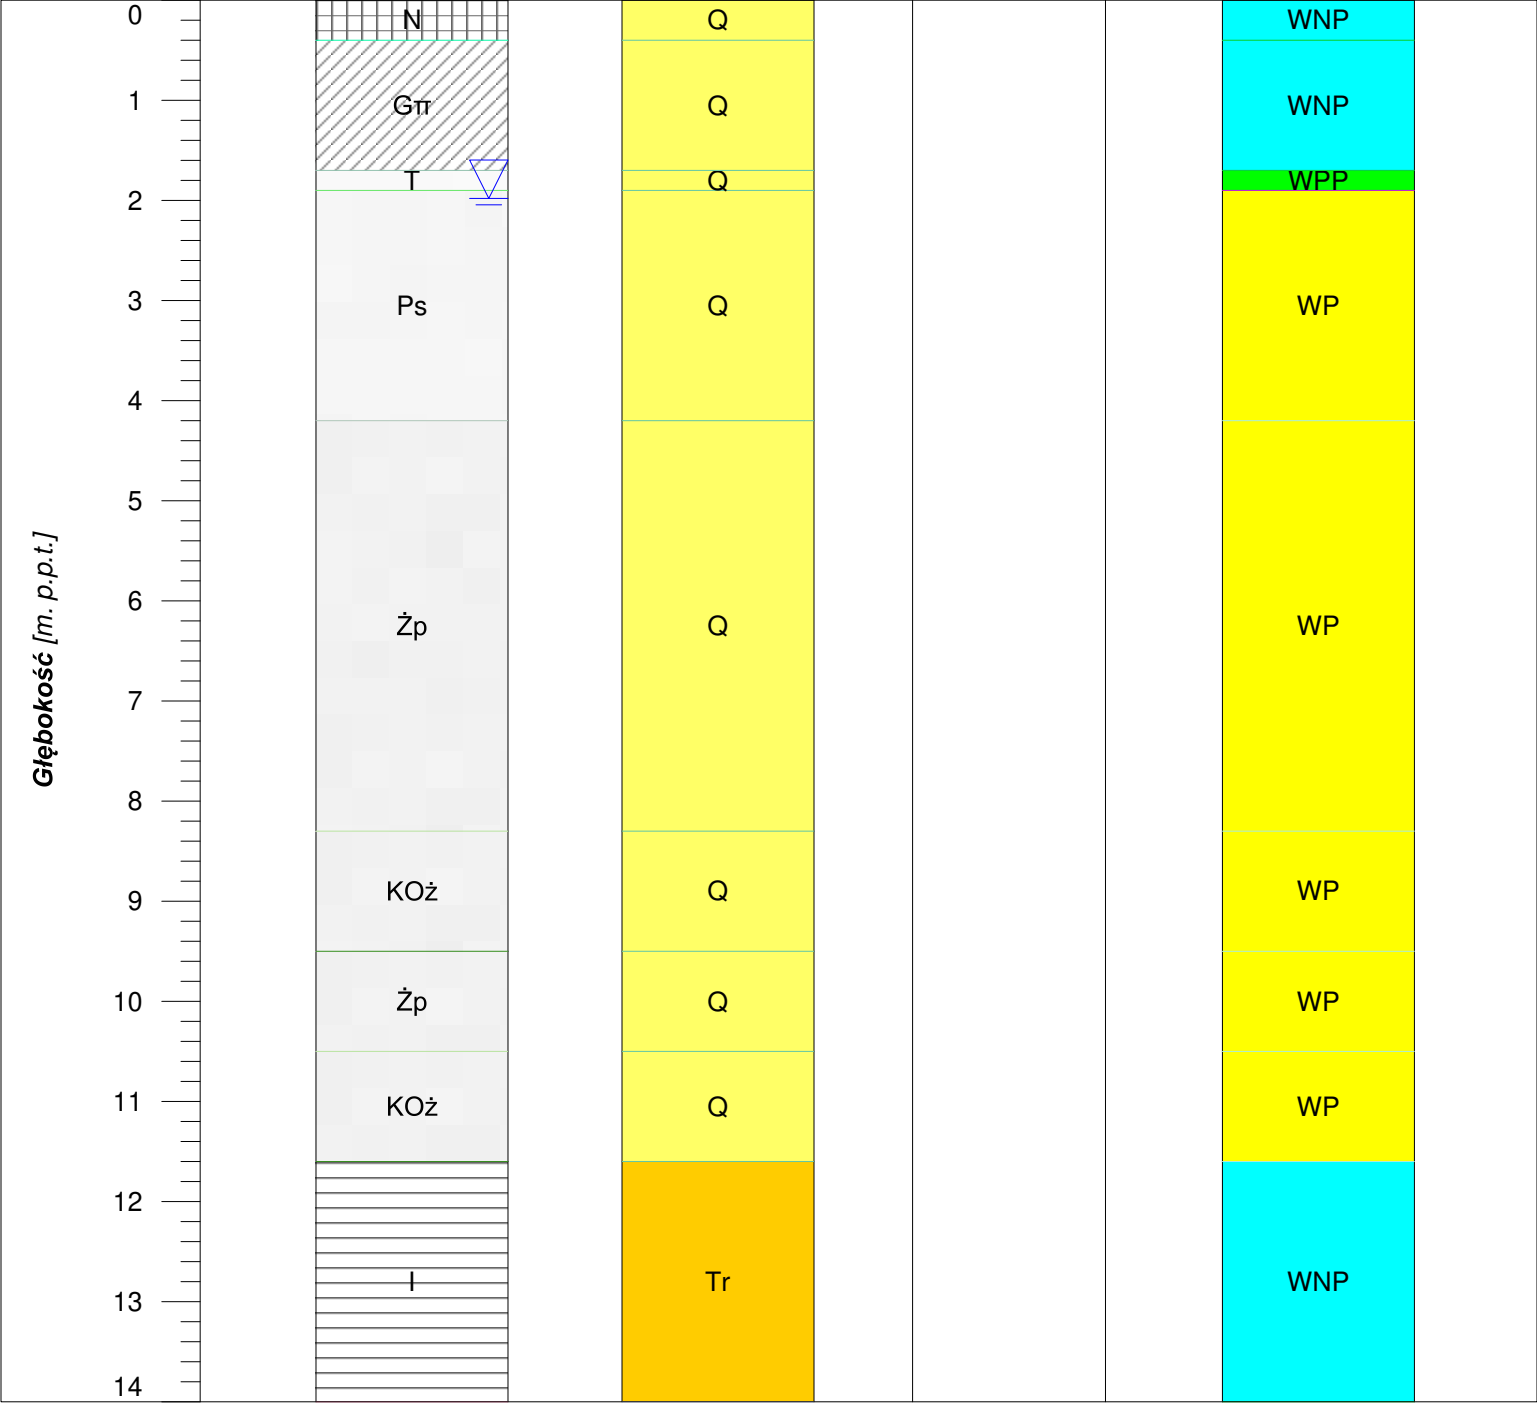 Głębokość [m. p.p.t.]
0 N Q WNP
1 Gπ Q WNP
T Q WPP
2
3 Ps Q WP
4
5
6 Żp Q WP
7
8
9 KOż Q WP
10 Żp Q WP
11 KOż Q WP
12
13 I Tr WNP
14